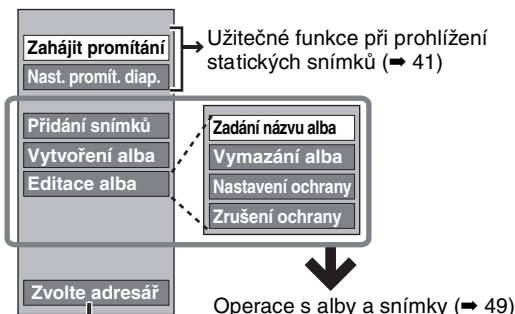 Zahájit promítání
Nast. promít. diap.
Užitečné funkce při prohlížení
statických snímků (➡ 41)
Přidání snímků
Vytvoření alba
Editace alba
Zadání názvu alba
Vymazání alba
Nastavení ochrany
Zrušení ochrany
Zvolte adresář
Operace s alby a snímky (➡ 49)